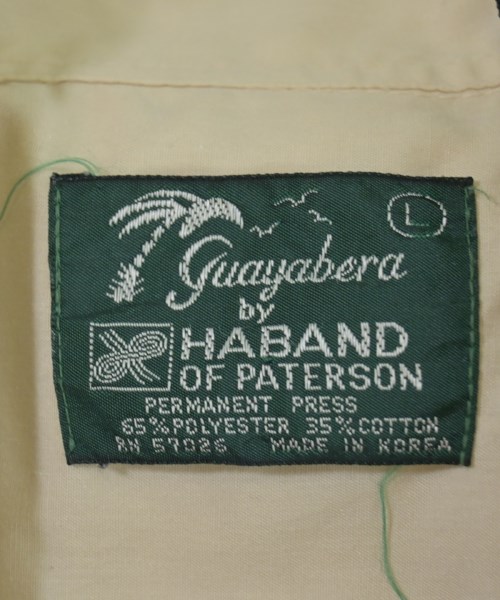 L
Guayabera
by
HABAND
OF PATERSON
PERMANENT PRESS
65% POLYESTER 35% COTTON
RN 57026 MADE IN KOREA